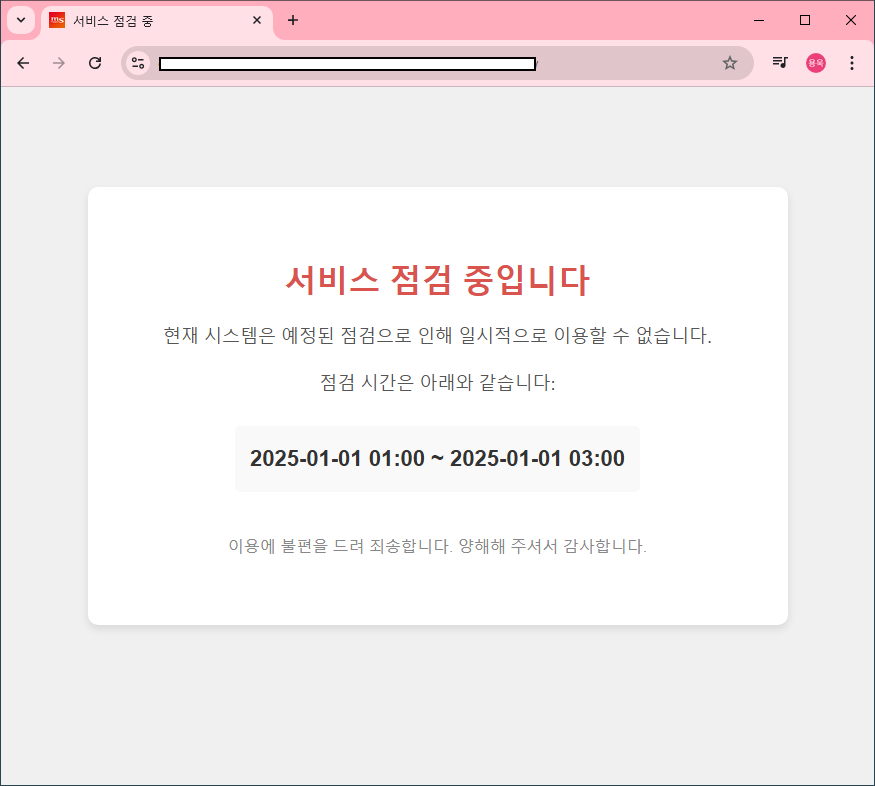 ms 서비스 점검 중
용욱
서비스 점검 중입니다
현재 시스템은 예정된 점검으로 인해 일시적으로 이용할 수 없습니다.
점검 시간은 아래와 같습니다:
2025-01-01 01:00 ~ 2025-01-01 03:00
이용에 불편을 드려 죄송합니다. 양해해 주셔서 감사합니다.